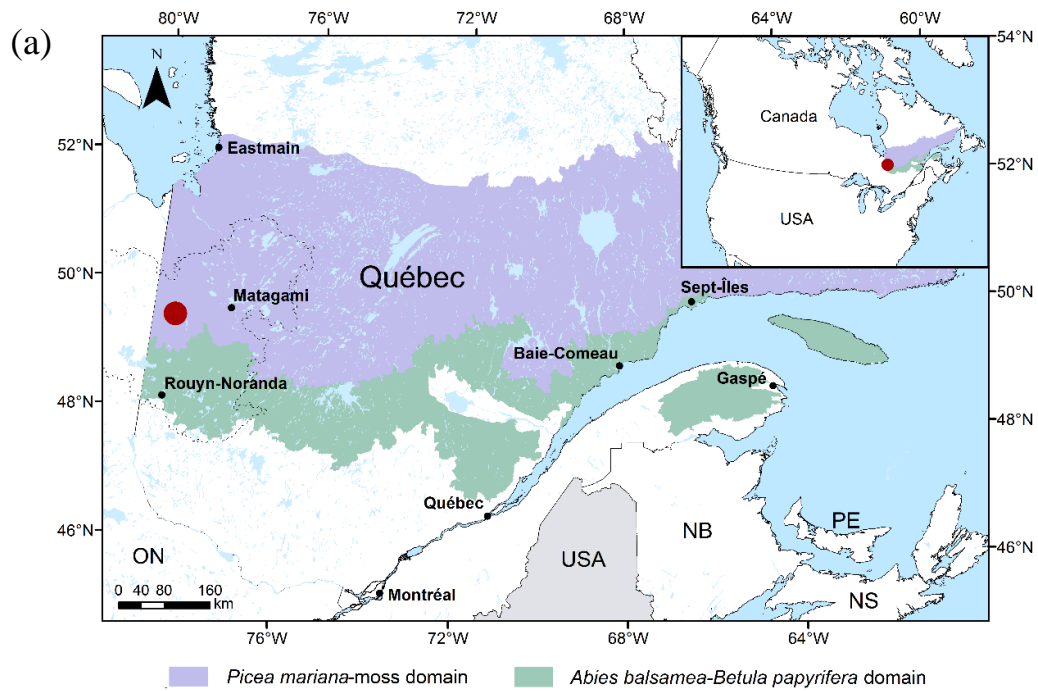 (a)
80°W 76°W 72°W 68°W 64°W 60°W
54°N
N
Canada
52°N
Eastmain
52°N
USA
50°N
Québec
Sept-Îles
50°N
Matagami
Baie-Comeau
Gaspé
Rouyn-Noranda
48°N
48°N
Québec
46°N
NB
PE
46°N
ON
USA
0 40 80 160
km
Montréal
NS
76°W 72°W 68°W 64°W
Picea mariana-moss domain
Abies balsamea-Betula papyrifera domain